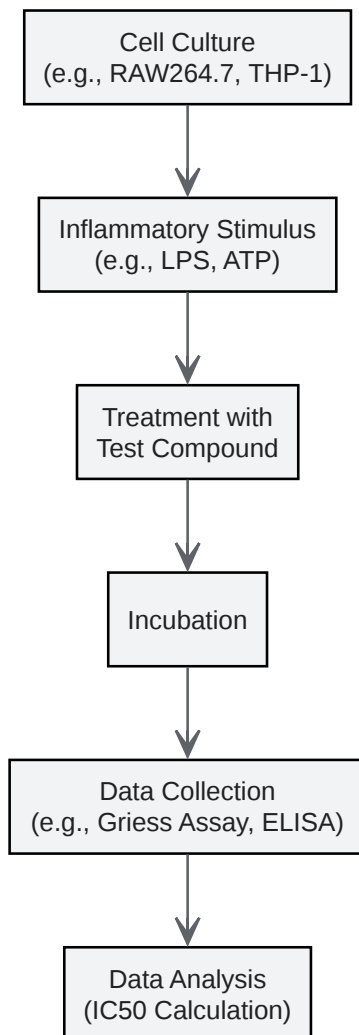 Cell Culture
(e.g., RAW264.7, THP-1)
Inflammatory Stimulus
(e.g., LPS, ATP)
Treatment with
Test Compound
Incubation
Data Collection
(e.g., Griess Assay, ELISA)
Data Analysis
(IC50 Calculation)